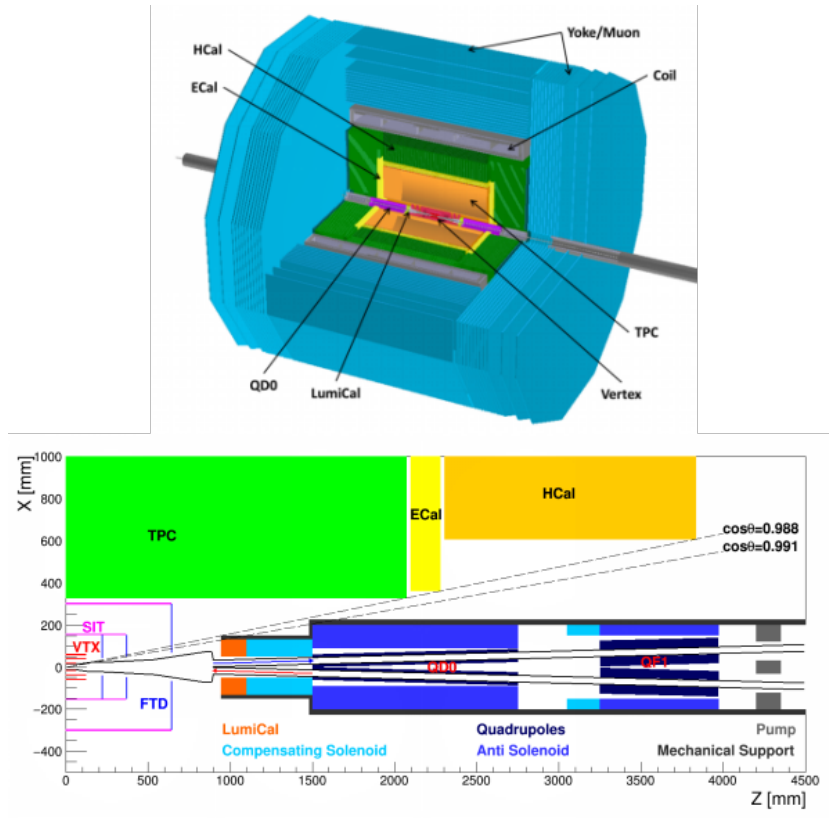 Yoke/Muon
HCal
Coil
ECal
TPC
QD0
LumiCal
Vertex
X [mm]
1000
800
600
400
200
0
−200
−400
TPC
ECal
HCal
cosθ=0.988
cosθ=0.991
SIT
VTX
FTD
QD0
QF1
LumiCal
Quadrupoles
Pump
Compensating Solenoid
Anti Solenoid
Mechanical Support
0 500 1000 1500 2000 2500 3000 3500 4000 4500
Z [mm]